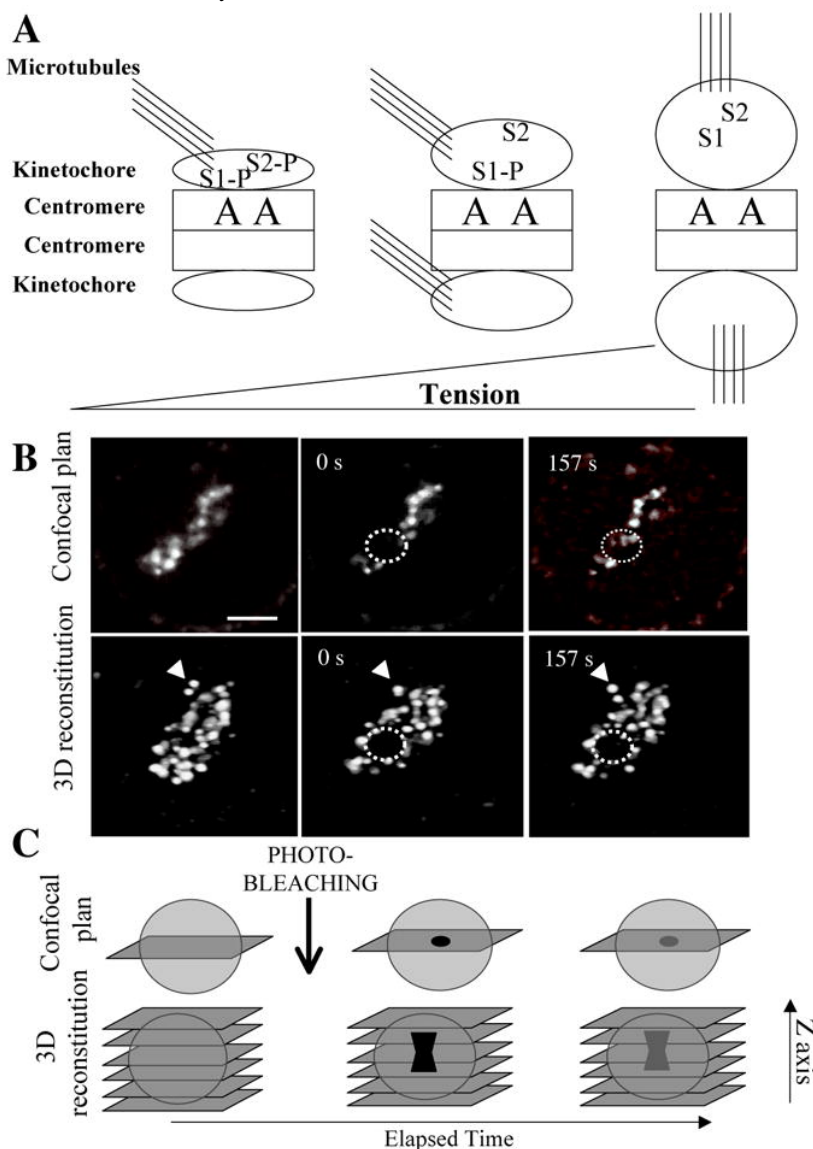 A
Microtubules
S2
S1
S2
S2-P
Kinetochore
S1-P
S1-P
Centromere
A A
A A
A A
Centromere
Kinetochore
Tension
B
Confocal plan
0 s
157 s
3D reconstitution
0 s
157 s
C
PHOTO-
BLEACHING
Confocal
plan
3D
reconstitution
Z axis
Elapsed Time